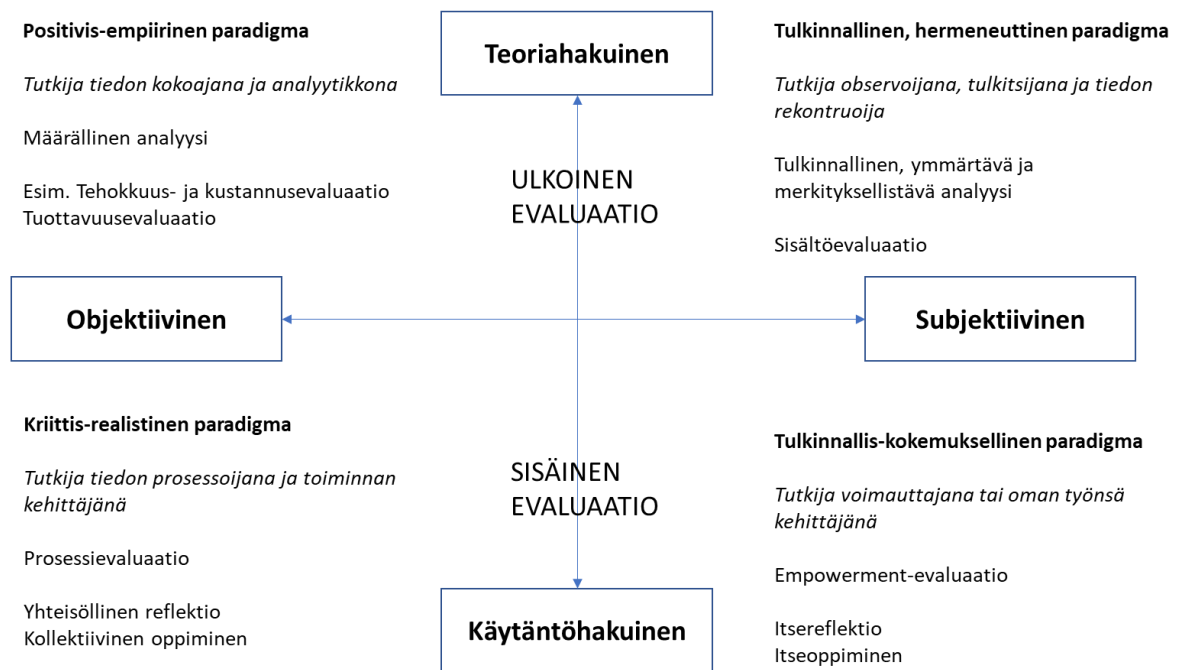 Positivis-empiirinen paradigma
Tutkija tiedon kokoajana ja analyytikkona
Määrällinen analyysi
Esim. Tehokkuus- ja kustannusevaluaatio
Tuottavuusevaluaatio
Teoriahakuinen
ULKOINEN
EVALUAATIO
Tulkinnallinen, hermeneuttinen paradigma
Tutkija observoijana, tulkitsijana ja tiedon
rekontruoija
Tulkinnallinen, ymmärtävä ja
merkityksellistävä analyysi
Sisältöevaluaatio
Objektiivinen
Subjektiivinen
Kriittis-realistinen paradigma
Tutkija tiedon prosessoijana ja toiminnan
kehittäjänä
Prosessievaluaatio
Yhteisöllinen reflektio
Kollektiivinen oppiminen
SISÄINEN
EVALUAATIO
Käytäntöhakuinen
Tulkinnallis-kokemuksellinen paradigma
Tutkija voimauttajana tai oman työnsä
kehittäjänä
Empowerment-evaluaatio
Itsereflektio
Itseoppiminen